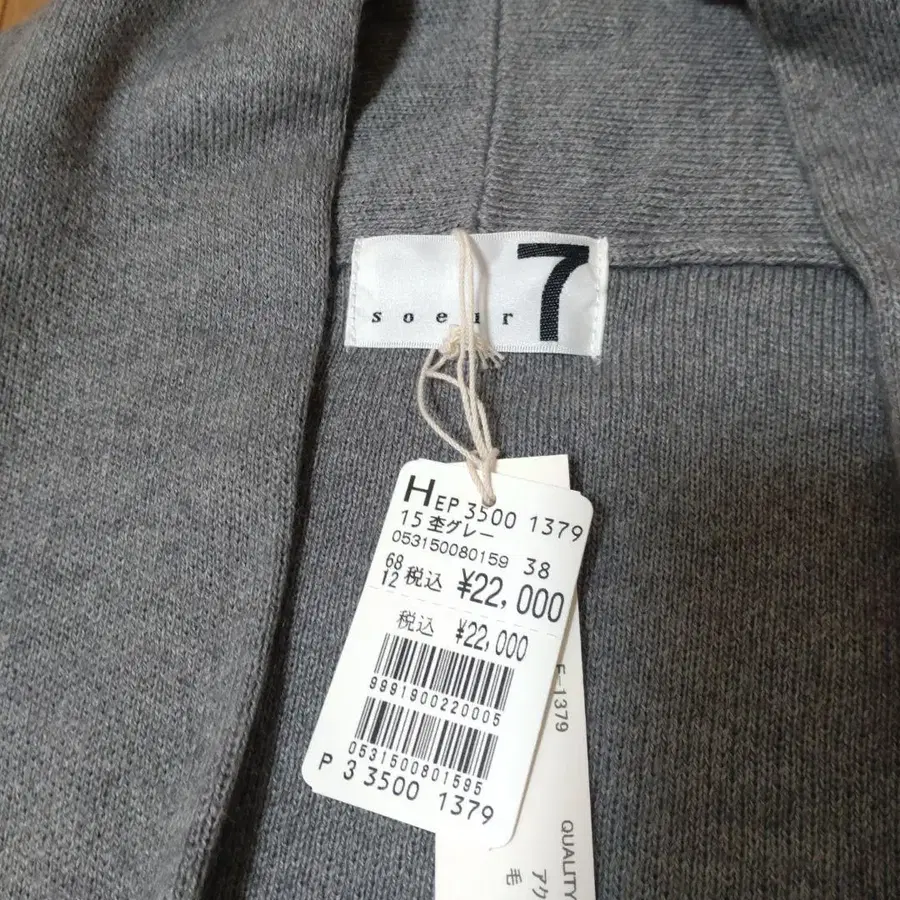 soeur 7
HEP 3500 1379
15 杢グレー
053150080159 38
68
12 税込 ¥22,000
税込 ¥22,000
9991900220005
0531500801595
P 3 3500 1379
-1379
QUALITY
アク
毛